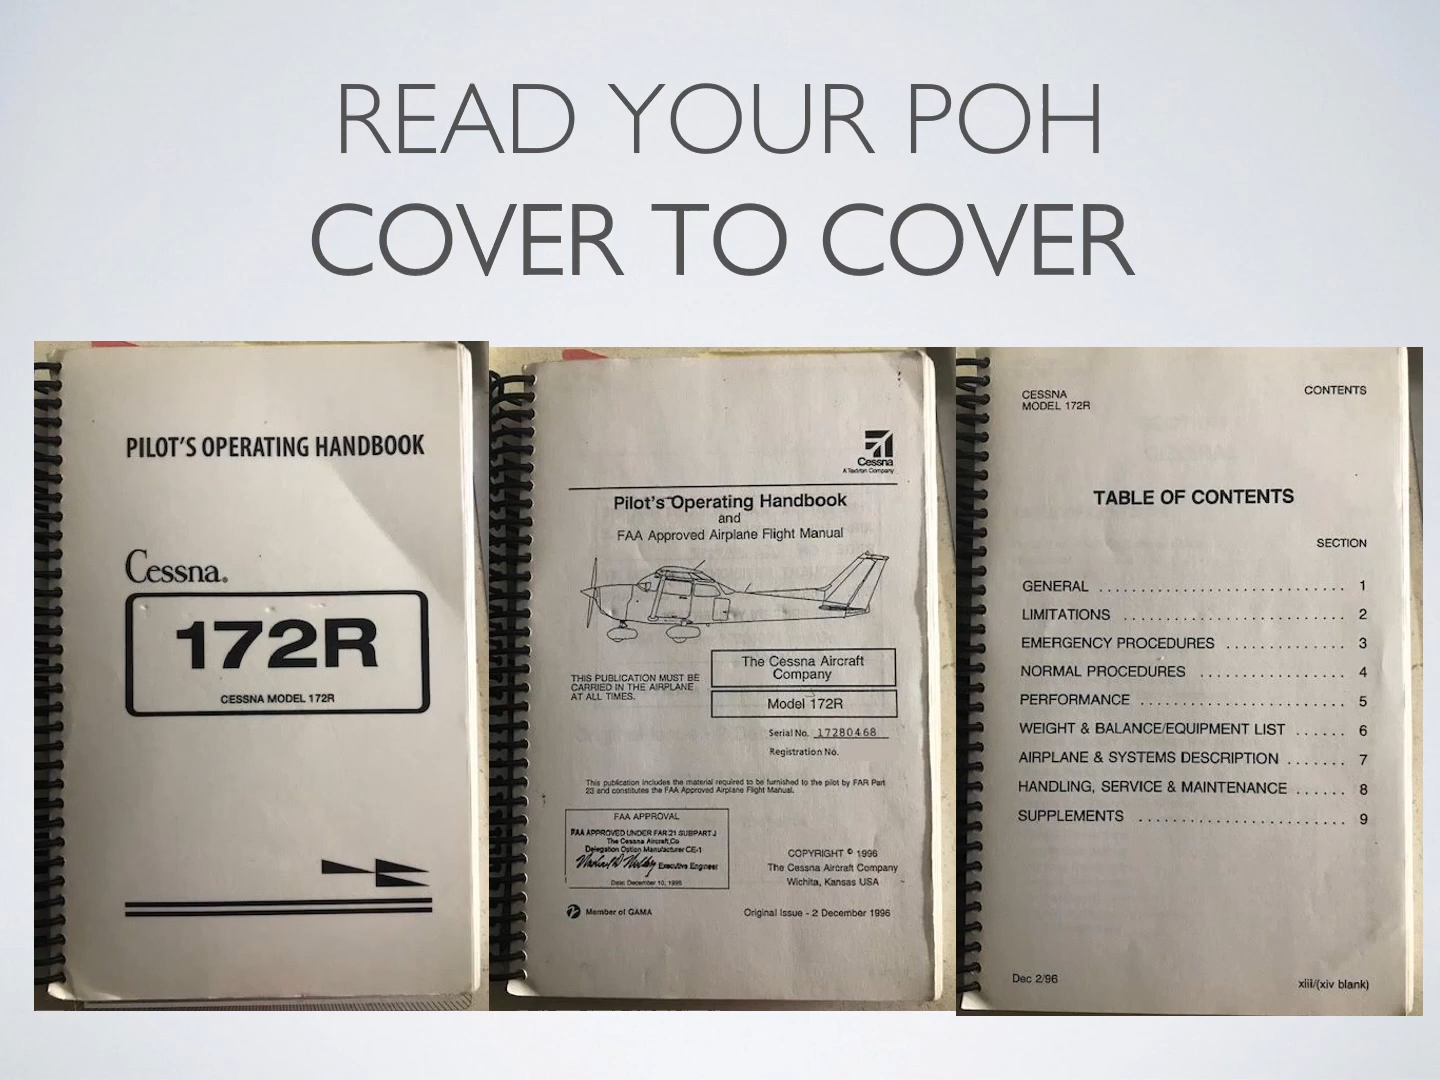 READ YOUR POH
COVER TO COVER
PILOT'S OPERATING HANDBOOK
Cessna®
172R
CESSNA MODEL 172R
Cessna
A Textron Company
Pilot's Operating Handbook
and
FAA Approved Airplane Flight Manual
THIS PUBLICATION MUST BE
CARRIED IN THE AIRPLANE
AT ALL TIMES.
The Cessna Aircraft
Company
Model 172R
Serial No. 17280468
Registration No.
This publication includes the material required to be furnished to the pilot by FAR Part
23 and constitutes the FAA Approved Airplane Flight Manual.
FAA APPROVAL
FAA APPROVED UNDER FAR 21 SUBPART J
The Cessna Aircraft Co
Delegation Option Manufacturer CE-1
Executive Engineer
Date: December 10, 1996
COPYRIGHT © 1996
The Cessna Aircraft Company
Wichita, Kansas USA
Member of GAMA
Original Issue - 2 December 1996
CESSNA
MODEL 172R
CONTENTS
TABLE OF CONTENTS
SECTION
GENERAL .............................. 1
LIMITATIONS ........................... 2
EMERGENCY PROCEDURES .............. 3
NORMAL PROCEDURES .................. 4
PERFORMANCE ......................... 5
WEIGHT & BALANCE/EQUIPMENT LIST ...... 6
AIRPLANE & SYSTEMS DESCRIPTION ....... 7
HANDLING, SERVICE & MAINTENANCE ...... 8
SUPPLEMENTS ......................... 9
Dec 2/96
xiii/(xiv blank)